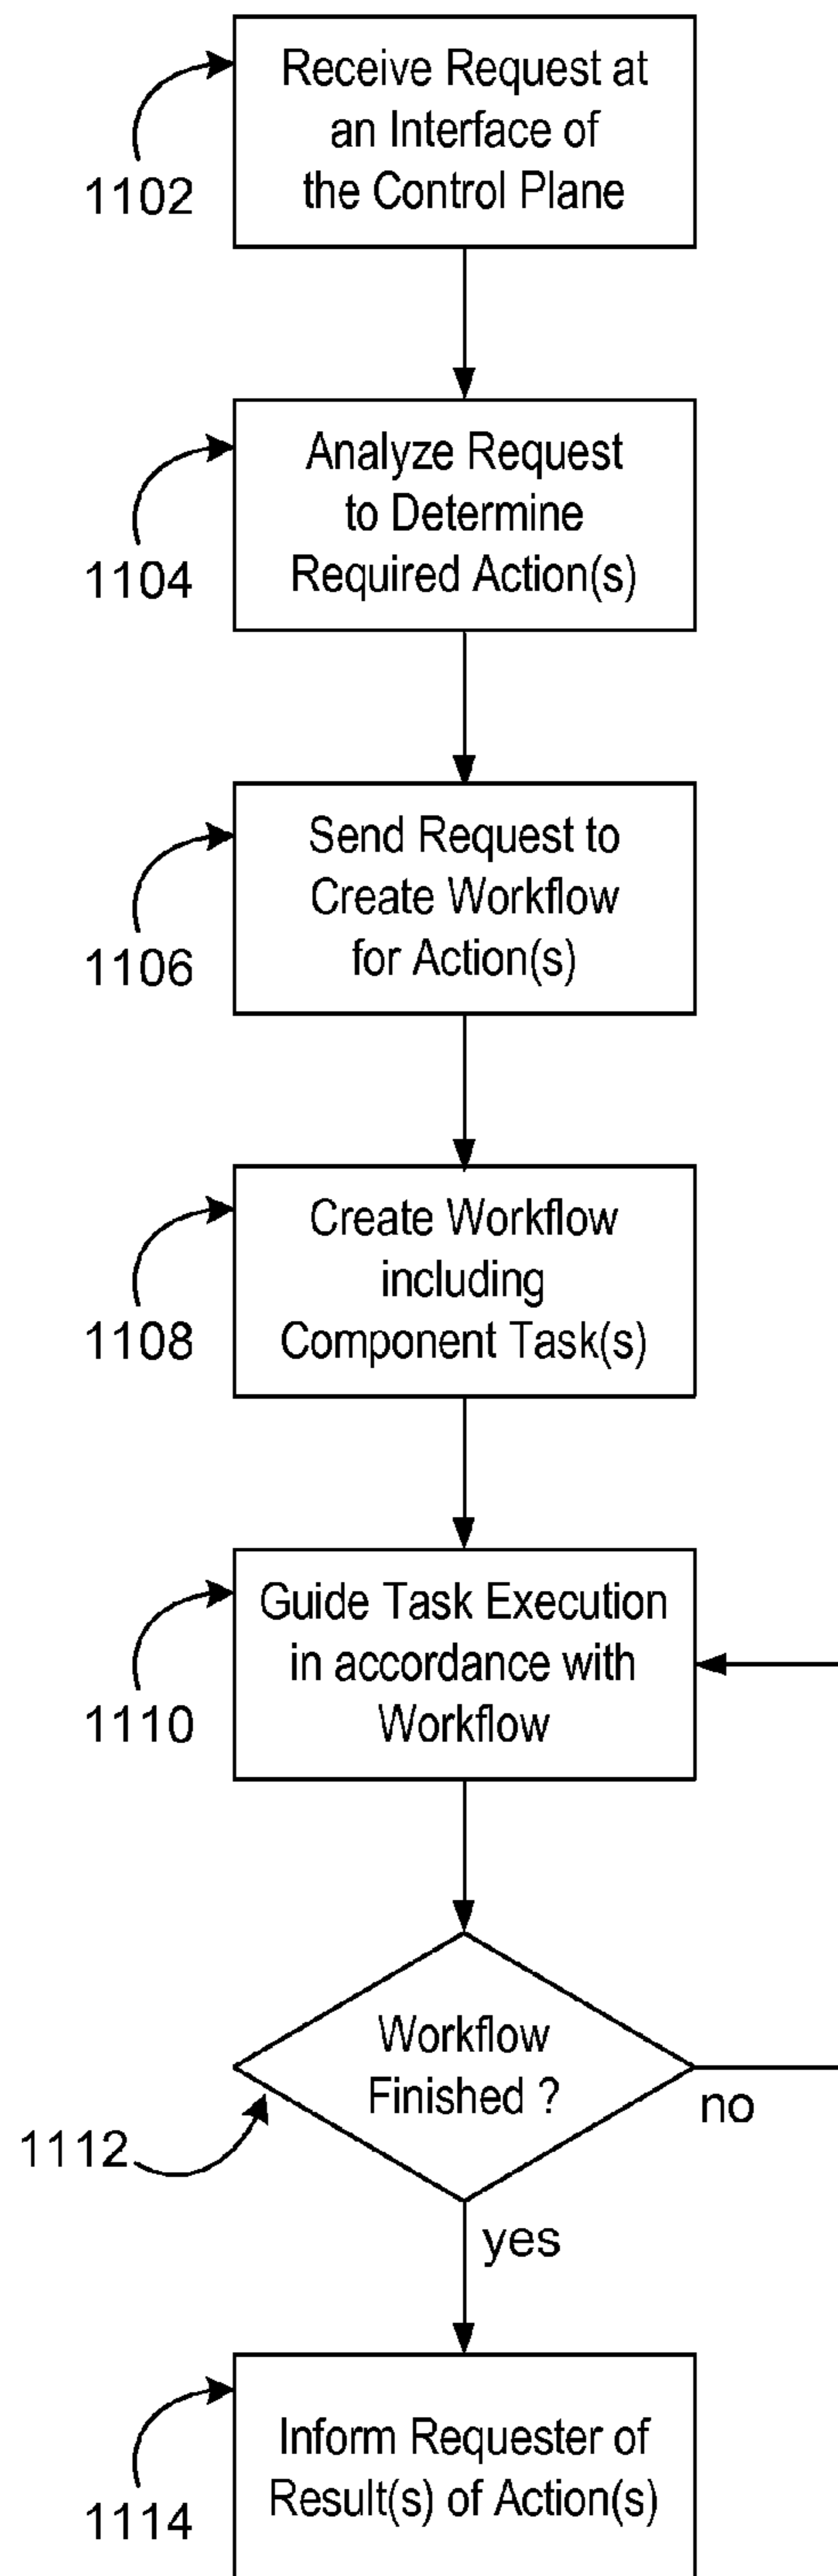 Receive Request at
an Interface of
the Control Plane
1102
Analyze Request
to Determine
Required Action(s)
1104
Send Request to
Create Workflow
for Action(s)
1106
Create Workflow
including
Component Task(s)
1108
Guide Task Execution
in accordance with
Workflow
1110
Workflow
Finished ?
no
1112
yes
Inform Requester of
Result(s) of Action(s)
1114